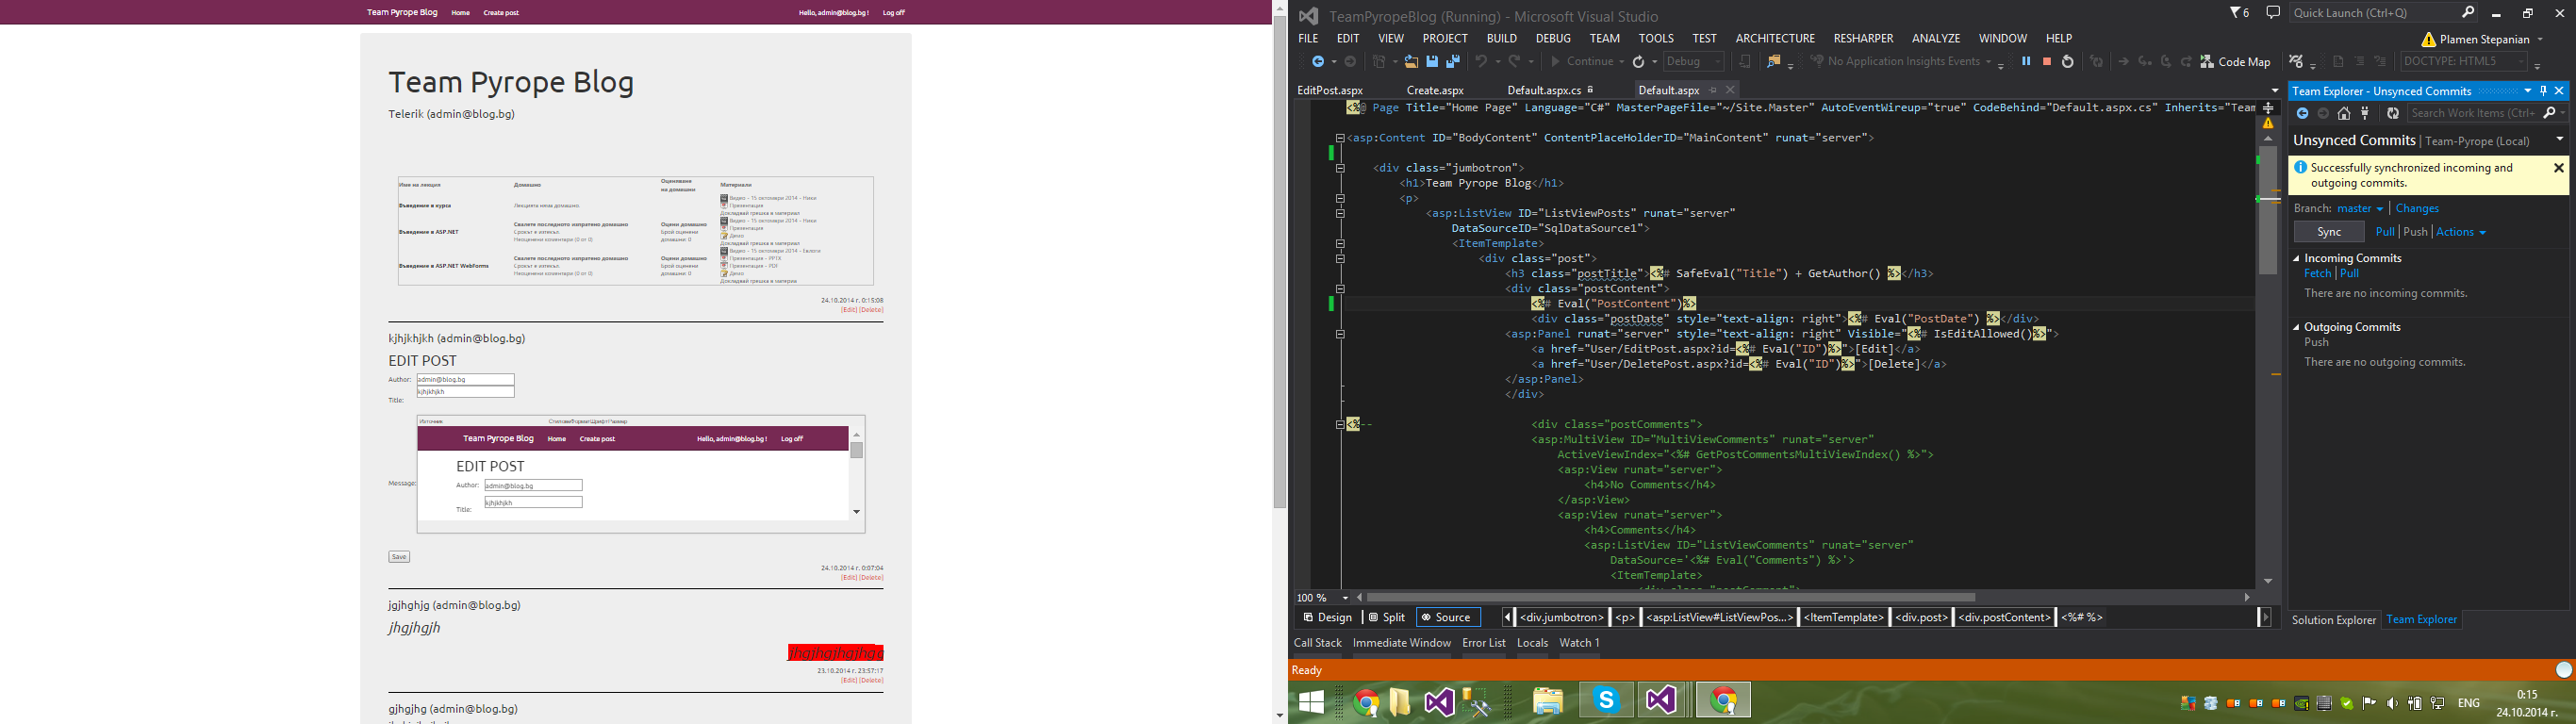 Team Pyrope Blog Home Create post Hello, admin@blog.bg ! Log off
Team Pyrope Blog
Telerik (admin@blog.bg)
Име на лекция Домашно Оценяване на домашни Материали
Видео - 15 октомври 2014 - Ники
Въведение в курса Лекцията няма домашно. Презентация
Докладвай грешка в материал
Свалете последното изпратено домашно Оцени домашно Видео - 15 октомври 2014 - Ники
Въведение в ASP.NET Срокът е изтекъл. Брой оценени Презентация
Неоценени коментари (0 от 0) домашни: 0 Демо
Докладвай грешка в материал
Свалете последното изпратено домашно Оцени домашно Видео - 15 октомври 2014 - Евлоги
Презентация - PPTX
Въведение в ASP.NET WebForms Срокът е изтекъл. Брой оценени Презентация - PDF
Неоценени коментари (0 от 0) домашни: 0 Демо
Докладвай грешка в материа
24.10.2014 г. 0:15:08
[Edit] [Delete]
kjhjkhjkh (admin@blog.bg)
EDIT POST
Author: admin@blog.bg
kjhjkhjkh
Title:
Източник Стилове Формат Шрифт Размер
Team Pyrope Blog Home Create post Hello, admin@blog.bg ! Log off
EDIT POST
Author: admin@blog.bg
Message:
kjhjkhjkh
Title:
Save
24.10.2014 г. 0:07:04
[Edit] [Delete]
jgjhghjg (admin@blog.bg)
jhgjhgjh
23.10.2014 г. 23:57:17
[Edit] [Delete]
gjhgjhg (admin@blog.bg)
TeamPyropeBlog (Running) - Microsoft Visual Studio
6
Quick Launch (Ctrl+Q)
FILE EDIT VIEW PROJECT BUILD DEBUG TEAM TOOLS TEST ARCHITECTURE RESHARPER ANALYZE WINDOW HELP
Plamen Stepanian
Continue Debug No Application Insights Events Code Map DOCTYPE: HTML5
EditPost.aspx Create.aspx Default.aspx.cs Default.aspx
<%@ Page Title="Home Page" Language="C#" MasterPageFile="~/Site.Master" AutoEventWireup="true" CodeBehind="Default.aspx.cs" Inherits="Team
<asp:Content ID="BodyContent" ContentPlaceHolderID="MainContent" runat="server">
<div class="jumbotron">
<h1>Team Pyrope Blog</h1>
<p>
<asp:ListView ID="ListViewPosts" runat="server"
DataSourceID="SqlDataSource1">
<ItemTemplate>
<div class="post">
<h3 class="postTitle"><%# SafeEval("Title") + GetAuthor() %></h3>
<div class="postContent">
<%# Eval("PostContent")%>
<div class="postDate" style="text-align: right"><%# Eval("PostDate") %></div>
<asp:Panel runat="server" style="text-align: right" Visible="<%# IsEditAllowed()%>">
<a href="User/EditPost.aspx?id=<%# Eval("ID")%>">[Edit]</a>
<a href="User/DeletePost.aspx?id=<%# Eval("ID")%>">[Delete]</a>
</asp:Panel>
</div>
<%-- <div class="postComments">
<asp:MultiView ID="MultiViewComments" runat="server"
ActiveViewIndex="<%# GetPostCommentsMultiViewIndex() %>">
<asp:View runat="server">
<h4>No Comments</h4>
</asp:View>
<asp:View runat="server">
<h4>Comments</h4>
<asp:ListView ID="ListViewComments" runat="server"
DataSource='<%# Eval("Comments") %>'>
<ItemTemplate>
<div class="postComment">
100 %
Design Split Source <div.jumbotron> <p> <asp:ListView#ListViewPos...> <ItemTemplate> <div.post> <div.postContent> <%# %>
Call Stack Immediate Window Error List Locals Watch 1
Ready
Team Explorer - Unsynced Commits
Search Work Items (Ctrl+
Unsynced Commits | Team-Pyrope (Local)
Successfully synchronized incoming and
outgoing commits.
Branch: master | Changes
Sync Pull | Push | Actions
Incoming Commits
Fetch | Pull
There are no incoming commits.
Outgoing Commits
Push
There are no outgoing commits.
Solution Explorer Team Explorer
ENG
0:15
24.10.2014 г.